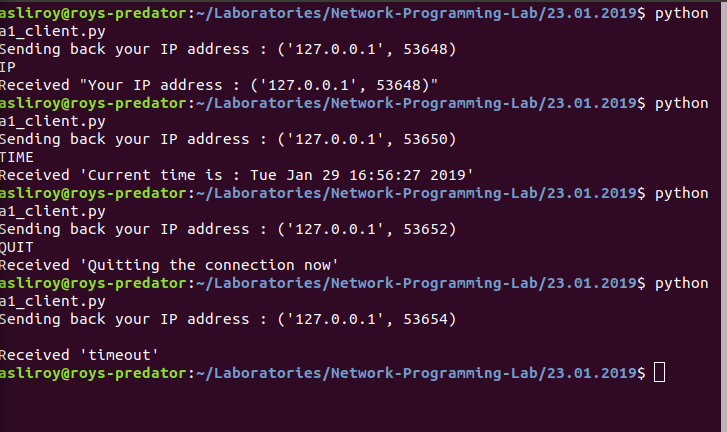 asliroy@roys-predator:~/Laboratories/Network-Programming-Lab/23.01.2019$ python
a1_client.py
Sending back your IP address : ('127.0.0.1', 53648)
IP
Received "Your IP address : ('127.0.0.1', 53648)"
asliroy@roys-predator:~/Laboratories/Network-Programming-Lab/23.01.2019$ python
a1_client.py
Sending back your IP address : ('127.0.0.1', 53650)
TIME
Received 'Current time is : Tue Jan 29 16:56:27 2019'
asliroy@roys-predator:~/Laboratories/Network-Programming-Lab/23.01.2019$ python
a1_client.py
Sending back your IP address : ('127.0.0.1', 53652)
QUIT
Received 'Quitting the connection now'
asliroy@roys-predator:~/Laboratories/Network-Programming-Lab/23.01.2019$ python
a1_client.py
Sending back your IP address : ('127.0.0.1', 53654)
Received 'timeout'
asliroy@roys-predator:~/Laboratories/Network-Programming-Lab/23.01.2019$